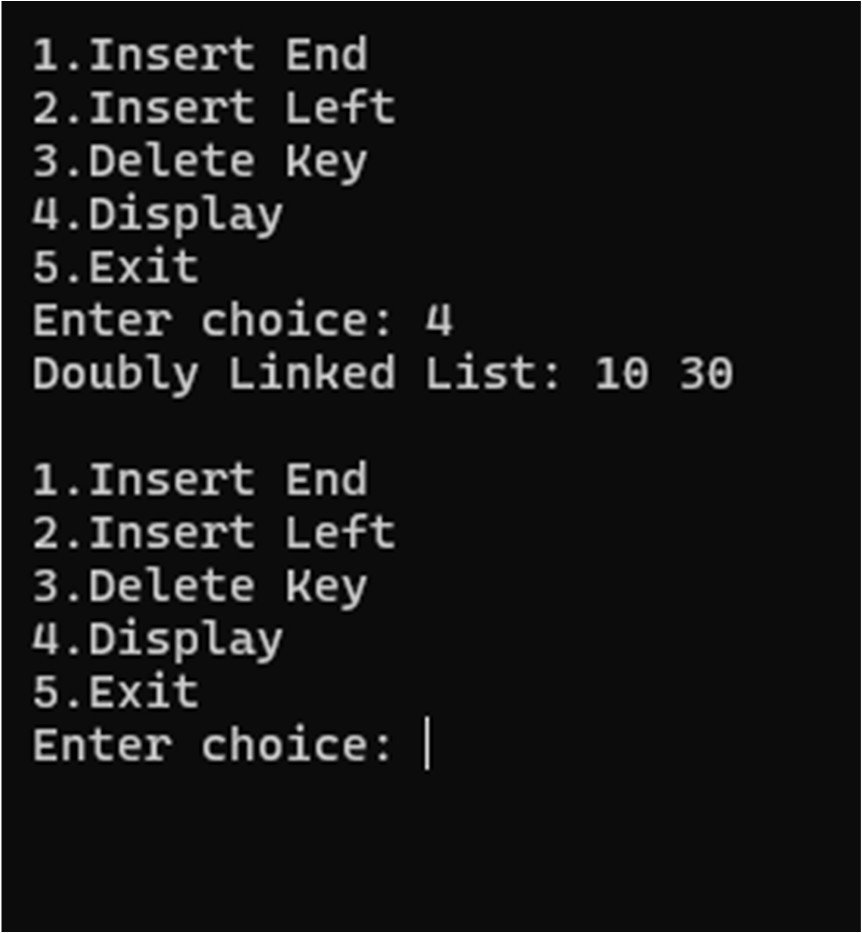 1.Insert End
2.Insert Left
3.Delete Key
4.Display
5.Exit
Enter choice: 4
Doubly Linked List: 10 30
1.Insert End
2.Insert Left
3.Delete Key
4.Display
5.Exit
Enter choice: